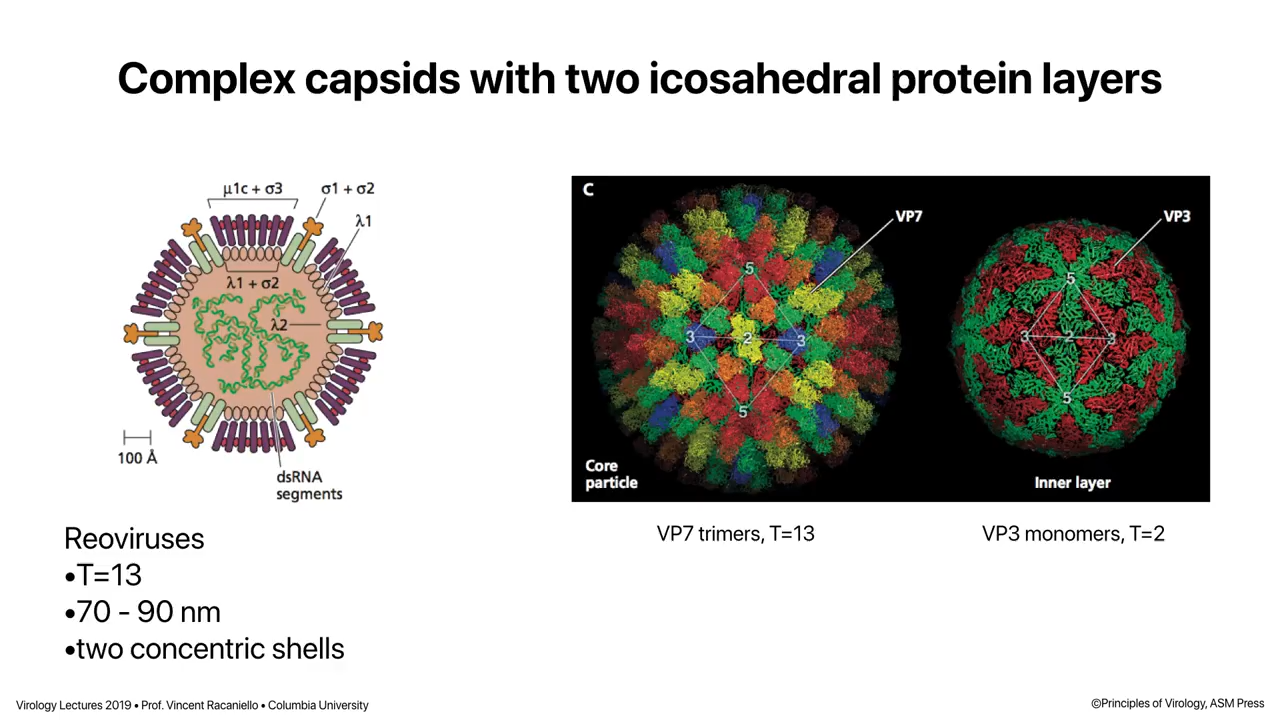 Complex capsids with two icosahedral protein layers
μ1c + σ3
σ1 + σ2
λ1
λ1 + σ2
λ2
100 Å
dsRNA
segments
Reoviruses
•T=13
•70 - 90 nm
•two concentric shells
C
VP7
5
3
2
3
5
Core
particle
VP3
5
3
2
3
5
Inner layer
VP7 trimers, T=13
VP3 monomers, T=2
Virology Lectures 2019 • Prof. Vincent Racaniello • Columbia University
©Principles of Virology, ASM Press